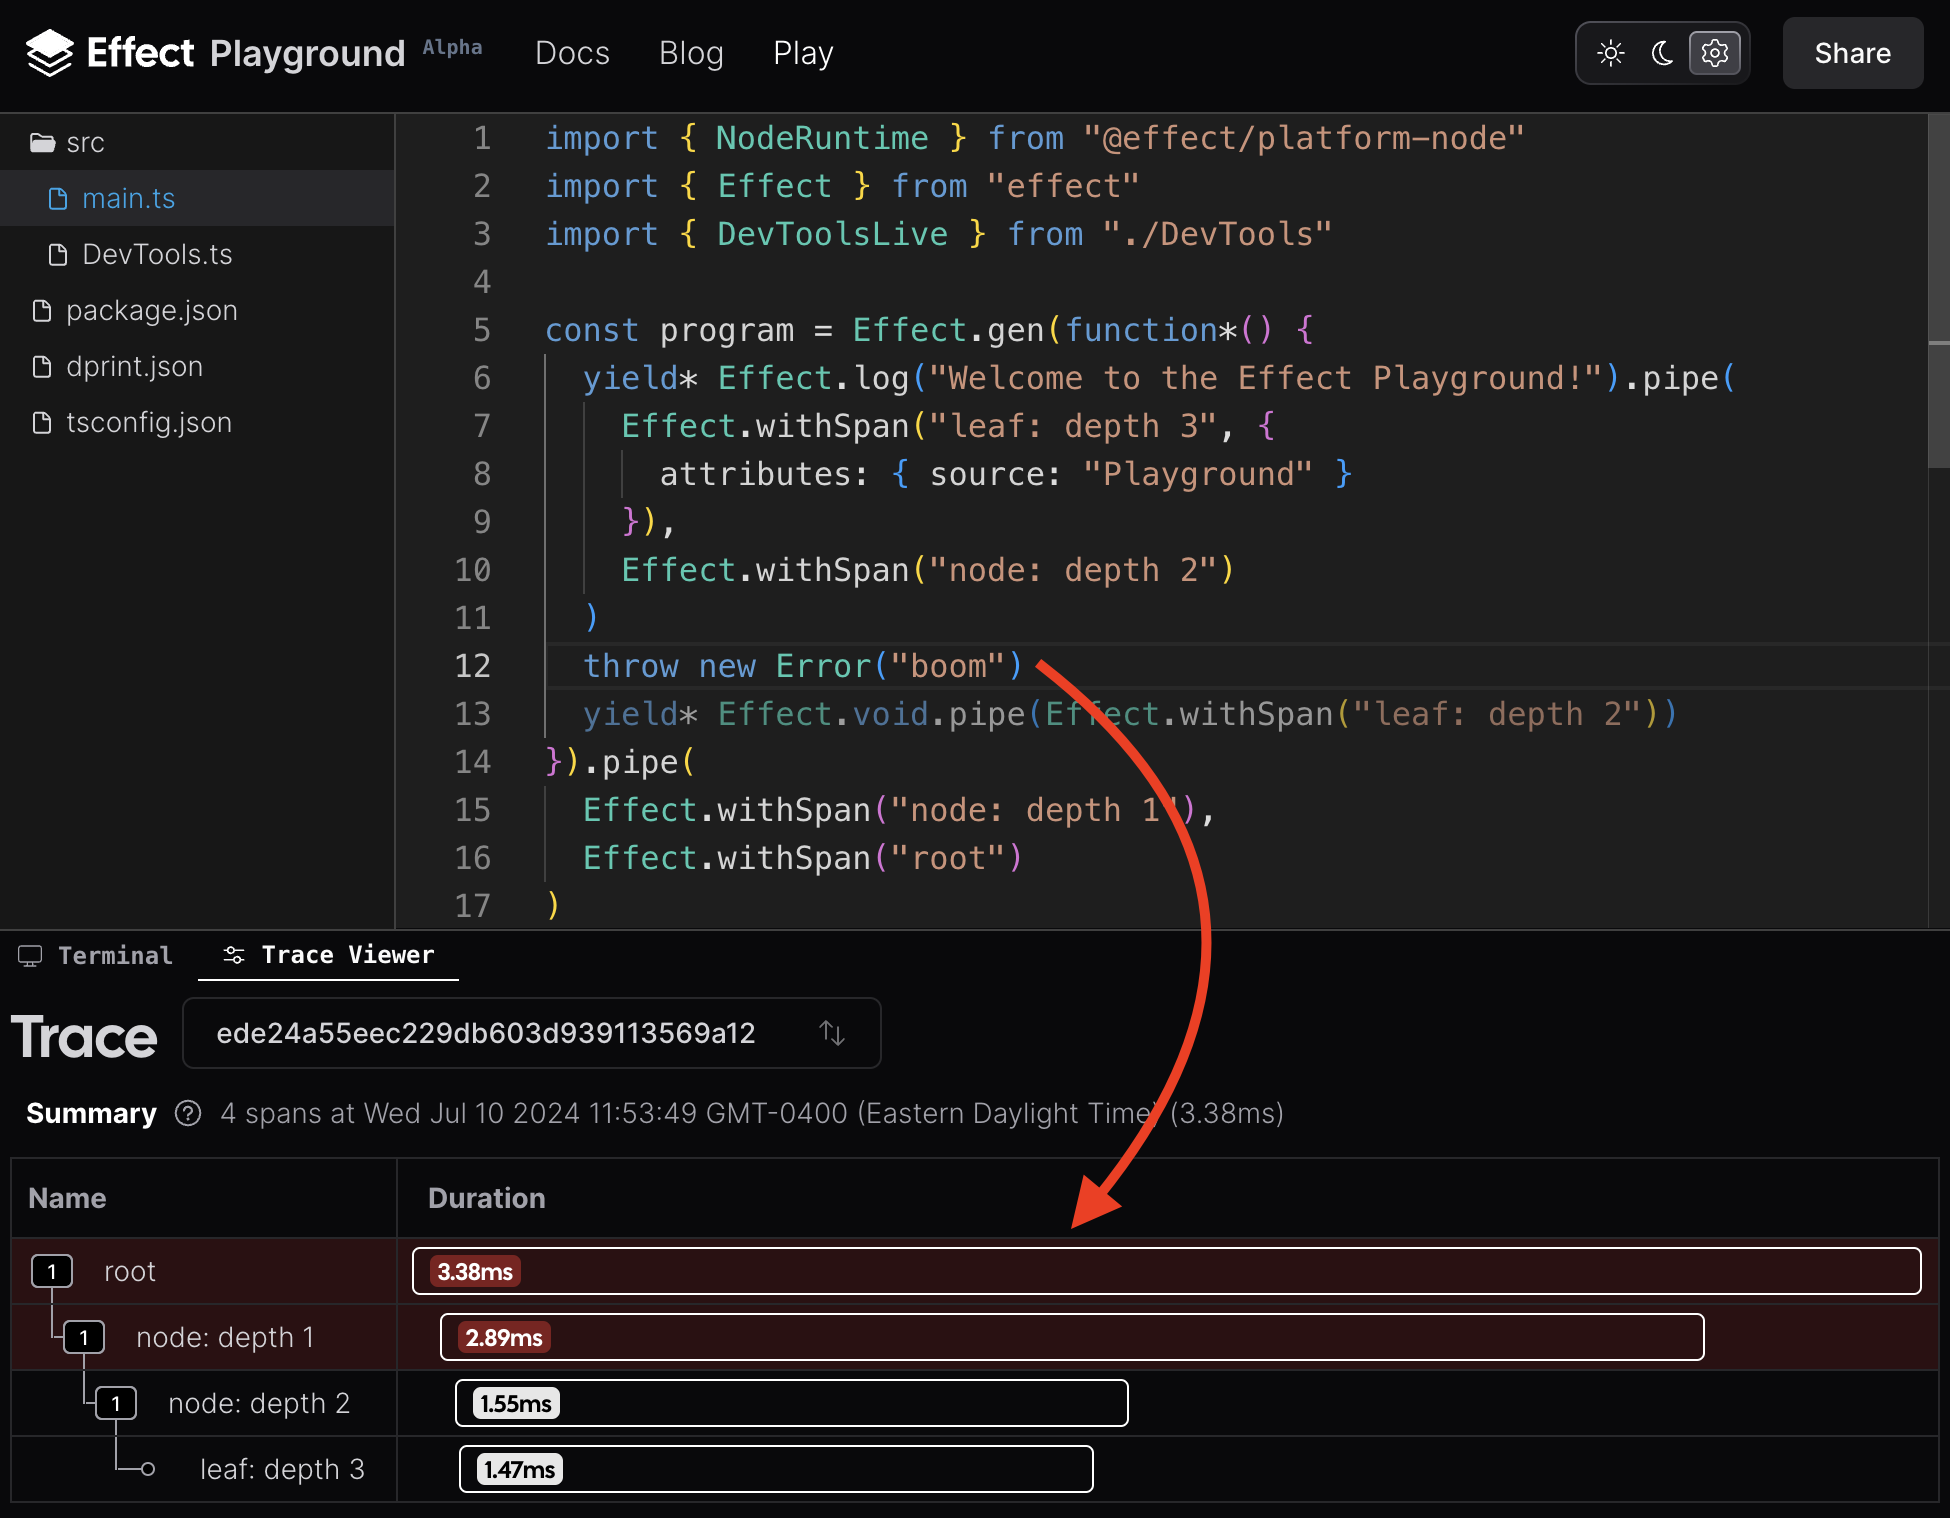 Effect Playground Alpha Docs Blog Play Share
src
main.ts
DevTools.ts
package.json
dprint.json
tsconfig.json
1 import { NodeRuntime } from "@effect/platform-node"
2 import { Effect } from "effect"
3 import { DevToolsLive } from "./DevTools"
4
5 const program = Effect.gen(function*() {
6 yield* Effect.log("Welcome to the Effect Playground!").pipe(
7 Effect.withSpan("leaf: depth 3", {
8 attributes: { source: "Playground" }
9 }),
10 Effect.withSpan("node: depth 2")
11 )
12 throw new Error("boom")
13 yield* Effect.void.pipe(Effect.withSpan("leaf: depth 2"))
14 }).pipe(
15 Effect.withSpan("node: depth 1"),
16 Effect.withSpan("root")
17 )
Terminal Trace Viewer
Trace ede24a55eec229db603d939113569a12
Summary ? 4 spans at Wed Jul 10 2024 11:53:49 GMT-0400 (Eastern Daylight Time) (3.38ms)
Name Duration
1 root 3.38ms
1 node: depth 1 2.89ms
1 node: depth 2 1.55ms
leaf: depth 3 1.47ms